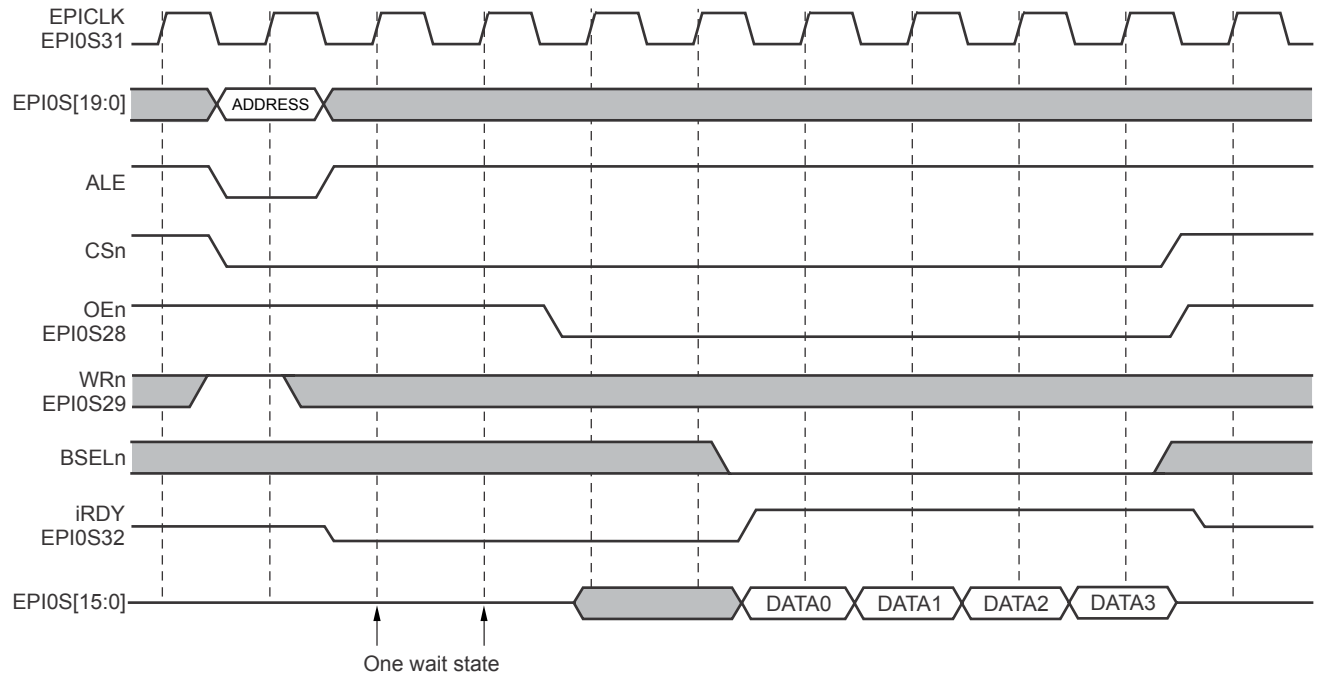 EPICLK
EPI0S31
EPI0S[19:0]
ADDRESS
ALE
CSn
OEn
EPI0S28
WRn
EPI0S29
BSELn
iRDY
EPI0S32
EPI0S[15:0]
DATA0
DATA1
DATA2
DATA3
One wait state